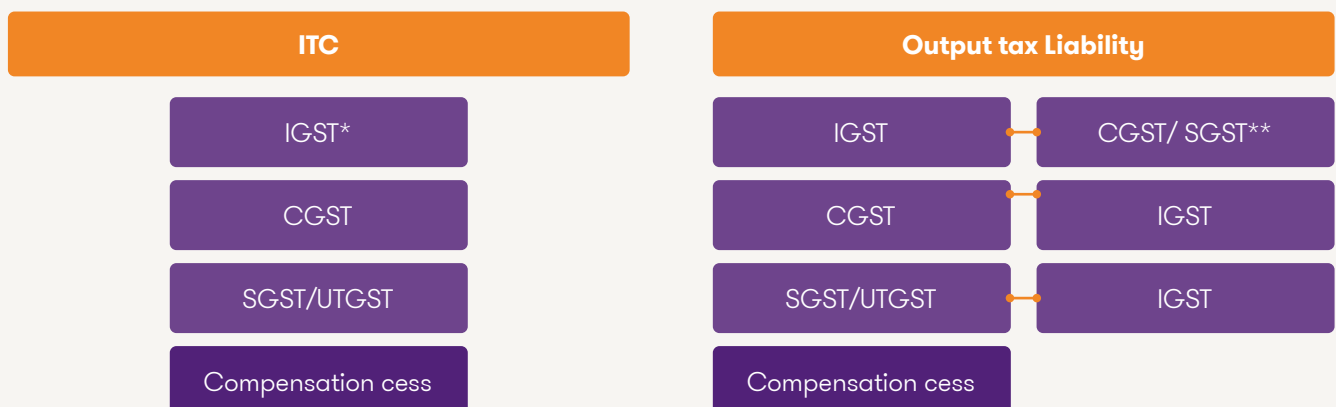 ITC
Output tax Liability
IGST*
IGST
CGST/ SGST**
CGST
CGST
IGST
SGST/UTGST
SGST/UTGST
IGST
Compensation cess
Compensation cess